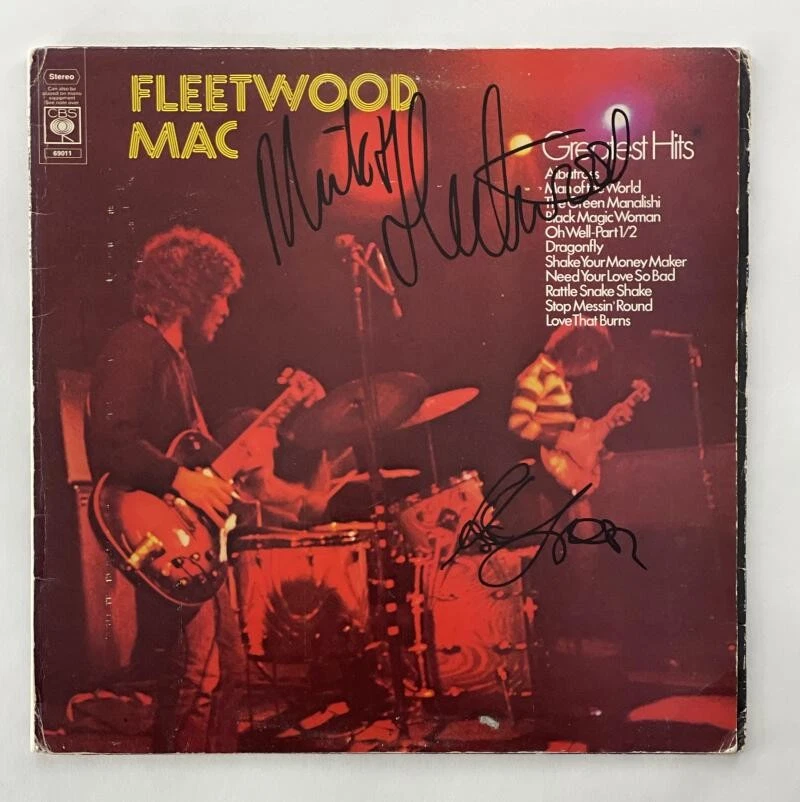 Stereo
Can also be
played on mono
equipment
See note over
CBS
69011
FLEETWOOD
MAC
Mick Fleetwood
Greatest Hits
Albatross
Man of the World
The Green Manalishi
Black Magic Woman
Oh Well-Part 1/2
Dragonfly
Shake Your Money Maker
Need Your Love So Bad
Rattle Snake Shake
Stop Messin' Round
Love That Burns